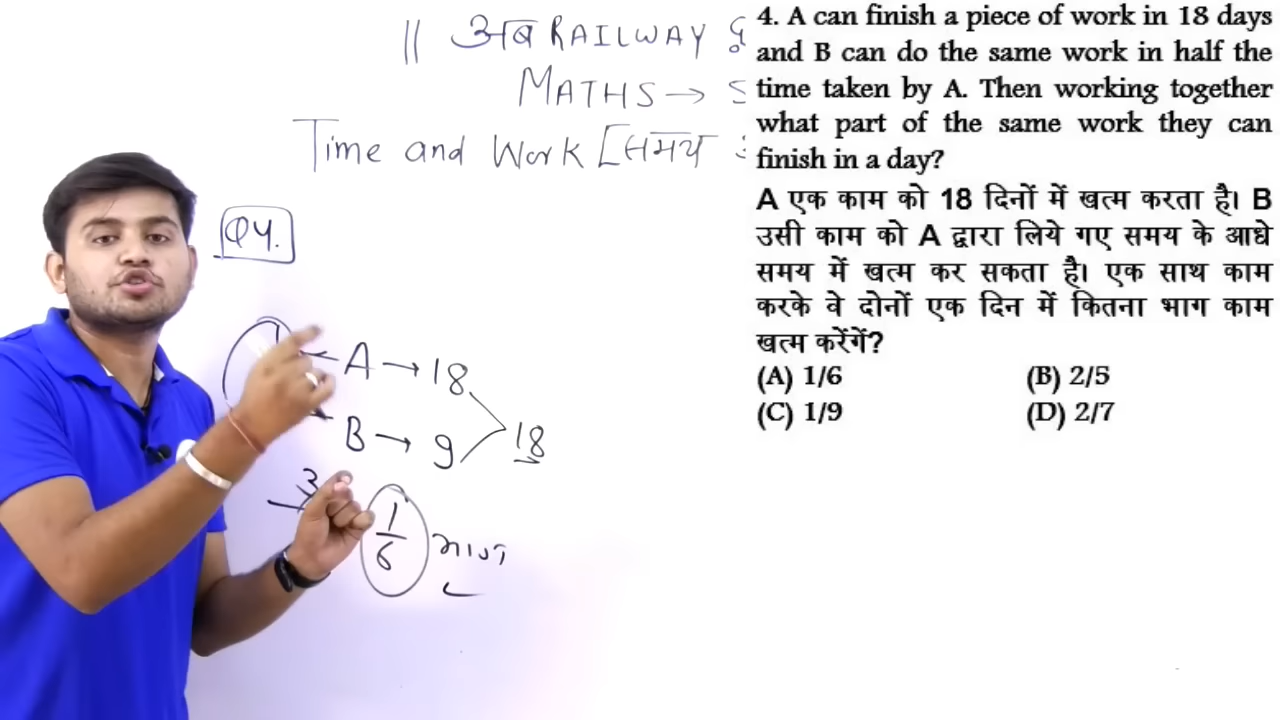 || अब RAILWAY
MATHS →
Time and Work [समय
Q4.
A → 18
B → 9
18
3
1/6 भाग
4. A can finish a piece of work in 18 days
and B can do the same work in half the
time taken by A. Then working together
what part of the same work they can
finish in a day?
A एक काम को 18 दिनों में खत्म करता है। B
उसी काम को A द्वारा लिये गए समय के आधे
समय में खत्म कर सकता है। एक साथ काम
करके वे दोनों एक दिन में कितना भाग काम
खत्म करेंगें?
(A) 1/6 (B) 2/5
(C) 1/9 (D) 2/7